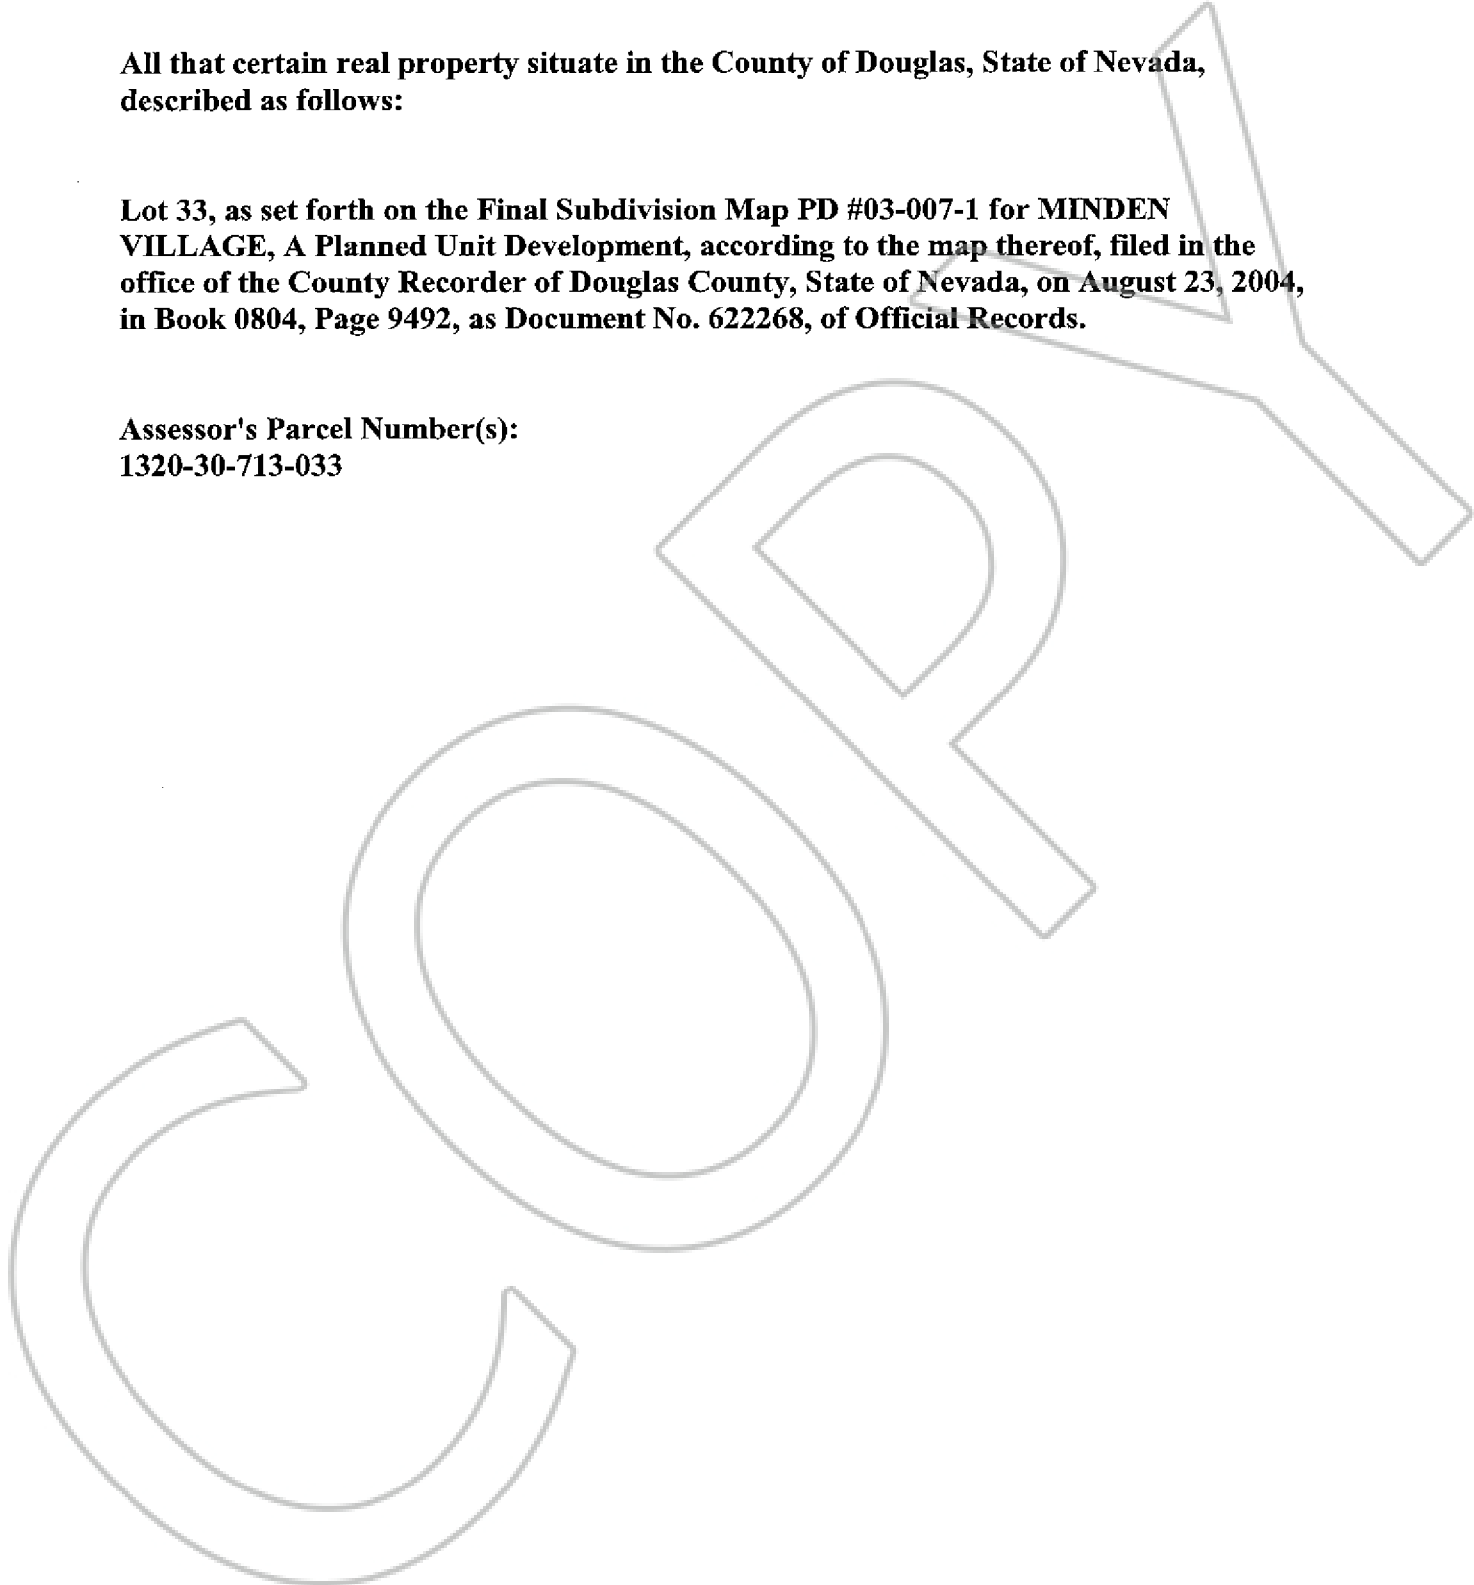 All that certain real property situate in the County of Douglas, State of Nevada,
described as follows:
Lot 33, as set forth on the Final Subdivision Map PD #03-007-1 for MINDEN
VILLAGE, A Planned Unit Development, according to the map thereof, filed in the
office of the County Recorder of Douglas County, State of Nevada, on August 23, 2004,
in Book 0804, Page 9492, as Document No. 622268, of Official Records.
Assessor's Parcel Number(s):
1320-30-713-033
COPY